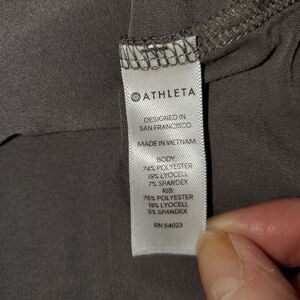 ATHLETA
DESIGNED IN
SAN FRANCISCO
MADE IN VIETNAM
BODY:
74% POLYESTER
19% LYOCELL
7% SPANDEX
RIB:
76% POLYESTER
19% LYOCELL
5% SPANDEX
RN 54023